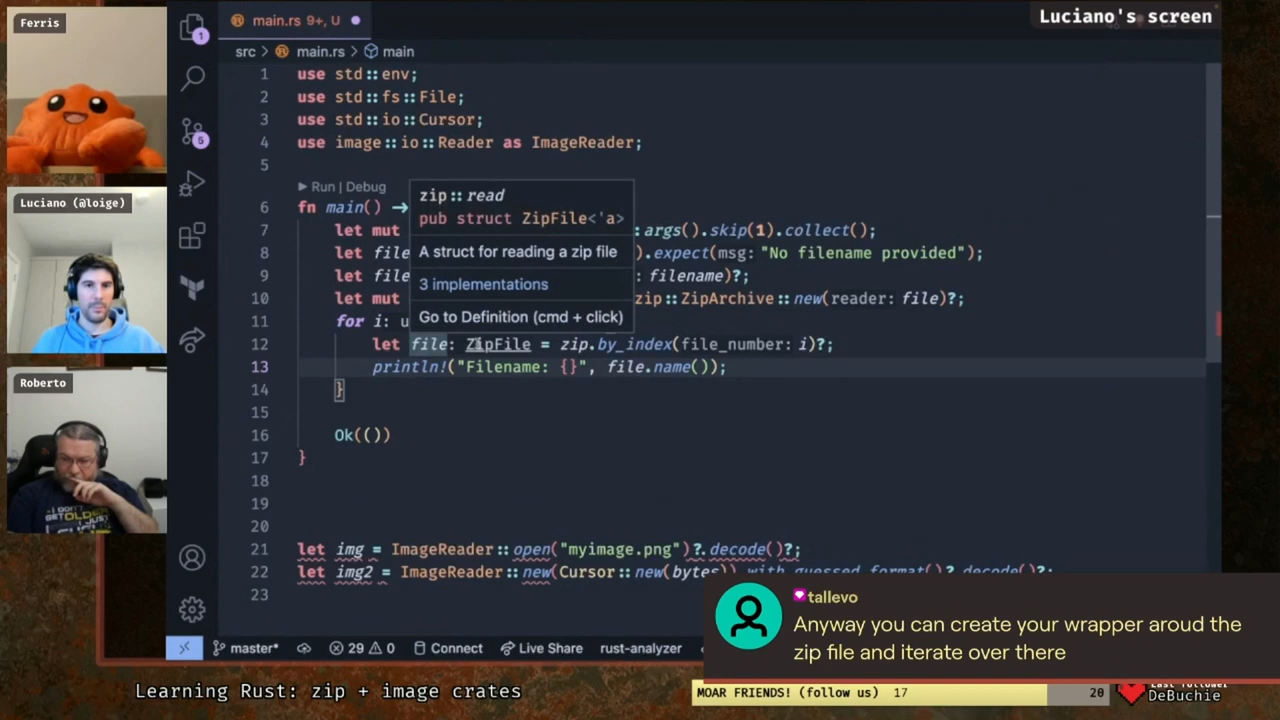 Ferris
Luciano (@loige)
Roberto
1
5
main.rs 9+, U
Luciano's screen
src > main.rs > main
1 use std::env;
2 use std::fs::File;
3 use std::io::Cursor;
4 use image::io::Reader as ImageReader;
5
Run | Debug
6 fn main() →
7 let mut :args().skip(1).collect();
8 let file ).expect(msg: "No filename provided");
9 let file : filename)?;
10 let mut zip::ZipArchive::new(reader: file)?;
11 for i: u
zip::read
pub struct ZipFile<'a>
A struct for reading a zip file
3 implementations
Go to Definition (cmd + click)
12 let file: ZipFile = zip.by_index(file_number: i)?;
13 println!("Filename: {}", file.name());
14 }
15
16 Ok(())
17 }
18
19
20
21 let img = ImageReader::open("myimage.png")?.decode()?;
22 let img2 = ImageReader::new(Cursor::new(bytes)).with_guessed_format()?.decode()?;
23
tallevo
Anyway you can create your wrapper aroud the
zip file and iterate over there
master* 29 0 Connect Live Share rust-analyzer
Learning Rust: zip + image crates
MOAR FRIENDS! (follow us) 17 20
Last follower
DeBuchie